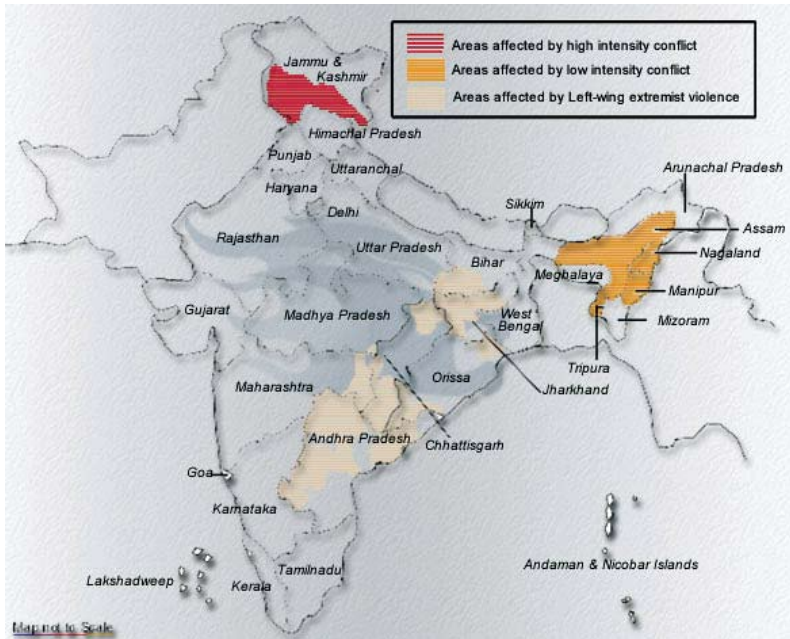 Areas affected by high intensity conflict
Areas affected by low intensity conflict
Areas affected by Left-wing extremist violence
Jammu &
Kashmir
Himachal Pradesh
Punjab
Uttaranchal
Haryana
Delhi
Arunachal Pradesh
Sikkim
Assam
Rajasthan
Uttar Pradesh
Nagaland
Bihar
Meghalaya
Manipur
Gujarat
Madhya Pradesh
West
Bengal
Mizoram
Tripura
Maharashtra
Orissa
Jharkhand
Andhra Pradesh
Chhattisgarh
Goa
Karnataka
Andaman & Nicobar Islands
Tamilnadu
Lakshadweep
Kerala
Map not to Scale